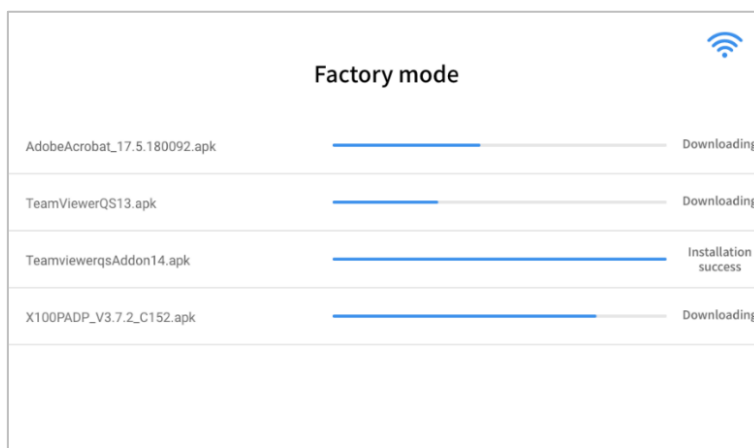 Factory mode
AdobeAcrobat_17.5.180092.apk
Downloading
TeamViewerQS13.apk
Downloading
TeamviewerqsAddon14.apk
Installation
success
X100PADP_V3.7.2_C152.apk
Downloading